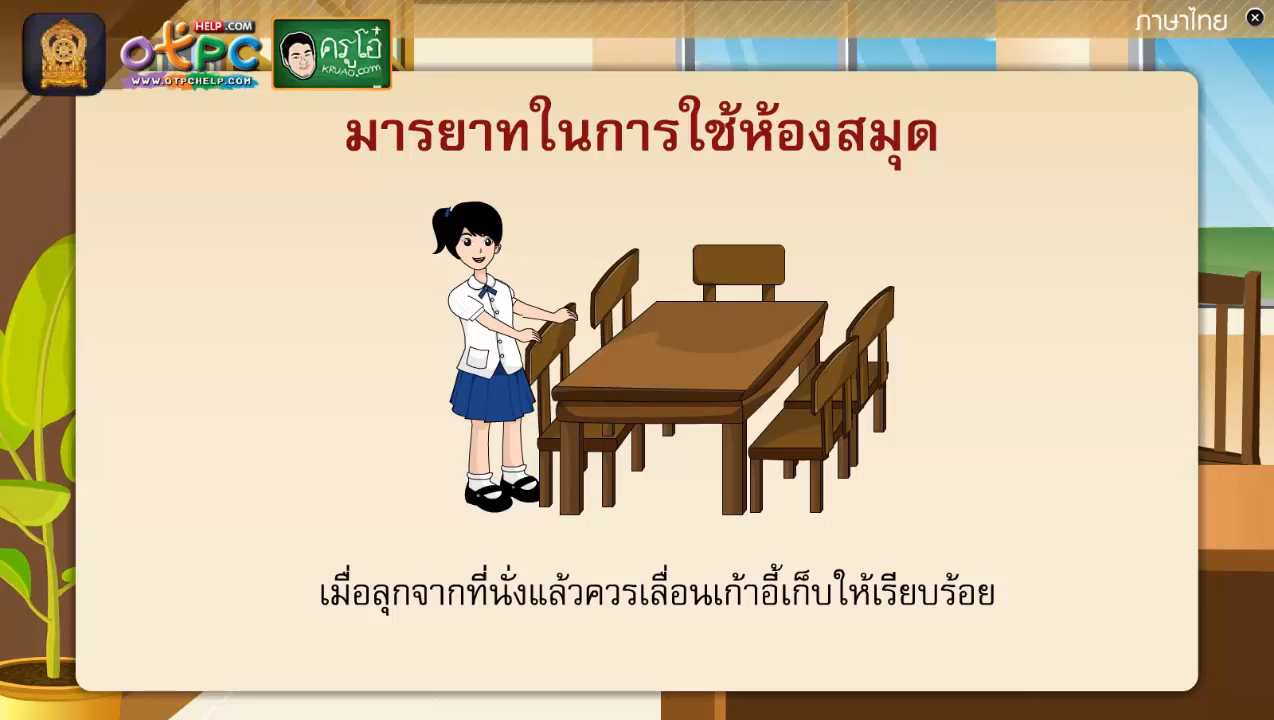 ภาษาไทย
otpc
HELP.COM
WWW.OTPCHELP.COM
ครูโอ๋
KRUAO.COM
มารยาทในการใช้ห้องสมุด
เมื่อลุกจากที่นั่งแล้วควรเลื่อนเก้าอี้เก็บให้เรียบร้อย